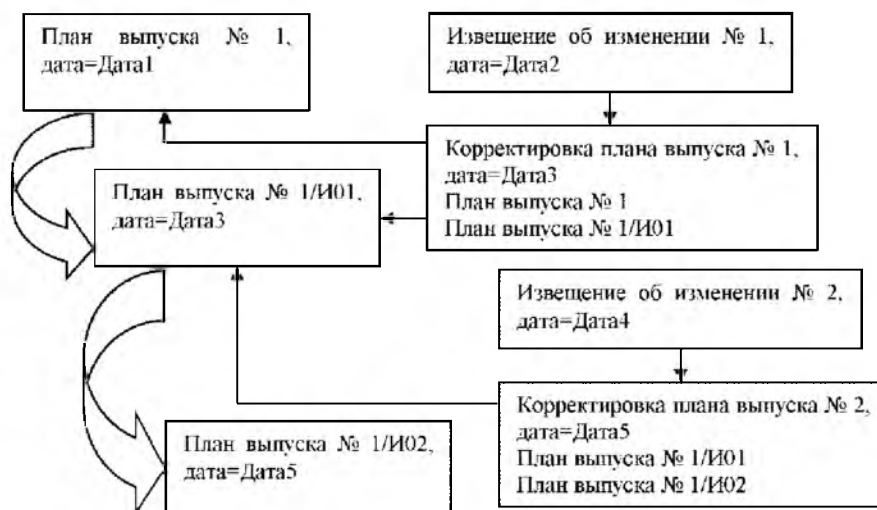 План выпуска № 1,
дата=Дата1
Извещение об изменении № 1,
дата=Дата2
Корректировка плана выпуска № 1,
дата=Дата3
План выпуска № 1
План выпуска № 1/И01
План выпуска № 1/И01,
дата=Дата3
Извещение об изменении № 2,
дата=Дата4
Корректировка плана выпуска № 2,
дата=Дата5
План выпуска № 1/И01
План выпуска № 1/И02
План выпуска № 1/И02,
дата=Дата5